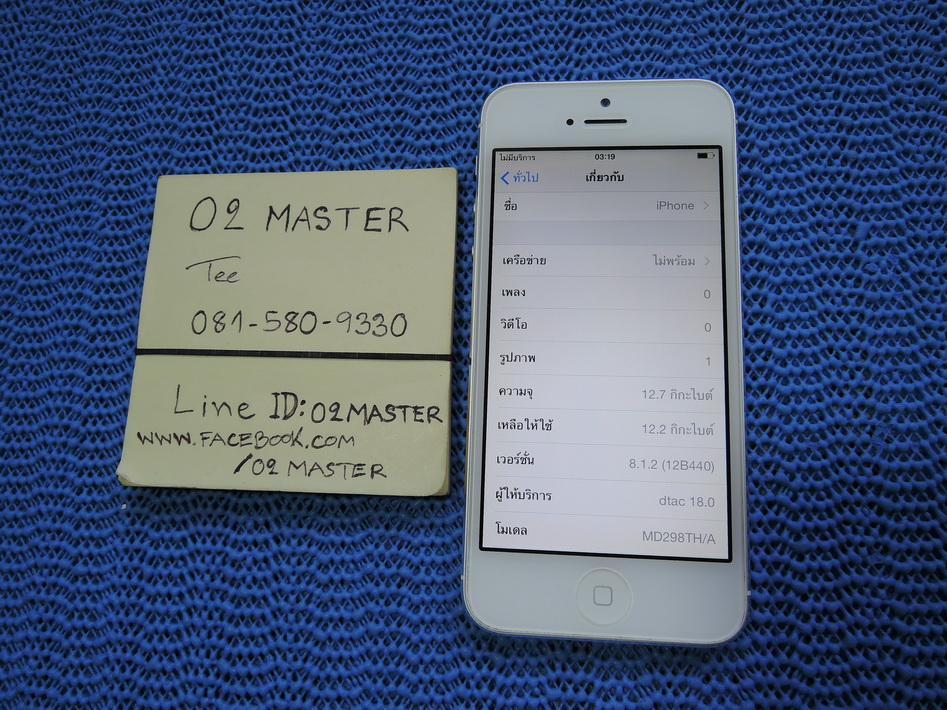 O2 MASTER
Tee
081-580-9330
Line ID: O2MASTER
WWW.FACEBOOK.COM
/O2 MASTER
ไม่มีบริการ 03:19
ทั่วไป เกี่ยวกับ
ชื่อ iPhone
เครือข่าย ไม่พร้อม
เพลง 0
วิดีโอ 0
รูปภาพ 1
ความจุ 12.7 กิกะไบต์
เหลือให้ใช้ 12.2 กิกะไบต์
เวอร์ชั่น 8.1.2 (12B440)
ผู้ให้บริการ dtac 18.0
โมเดล MD298TH/A